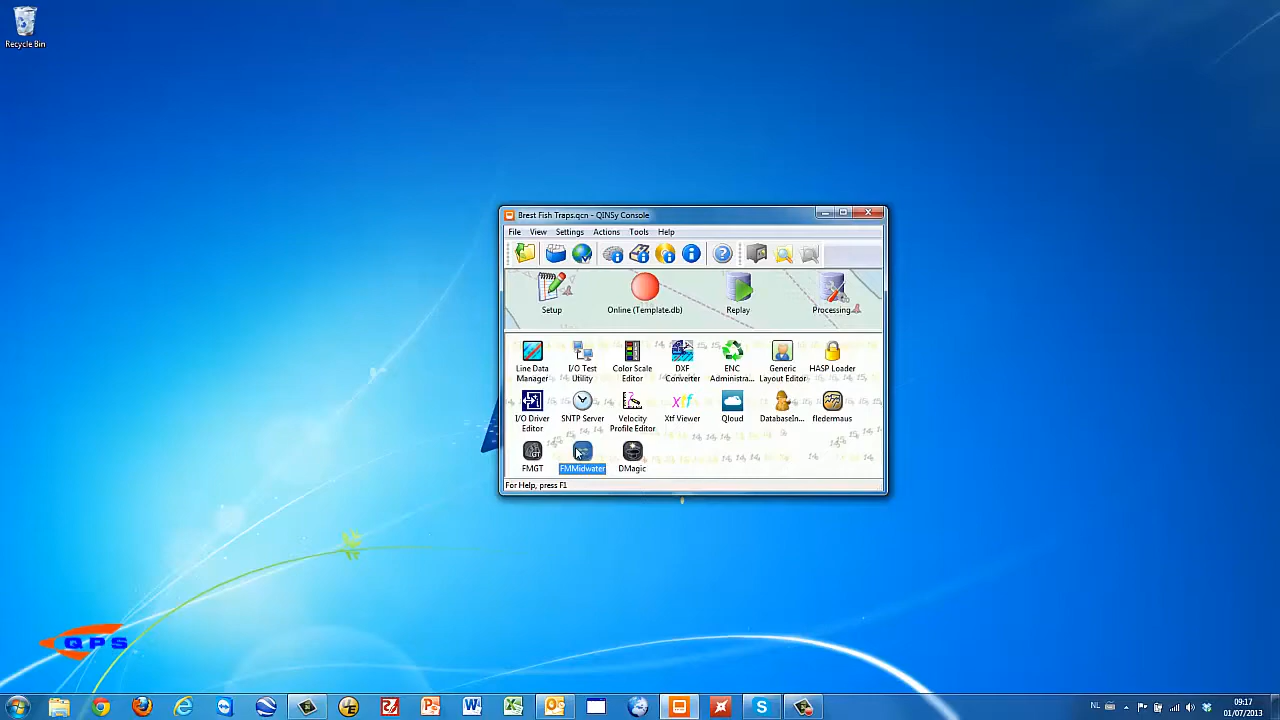 Recycle Bin
Brest Fish Traps.qcn - QINSy Console
File View Settings Actions Tools Help
Setup
Online (Template.db)
Replay
Processing
Line Data Manager
I/O Test Utility
Color Scale Editor
DXF Converter
ENC Administra...
Generic Layout Editor
HASP Loader
I/O Driver Editor
SNTP Server
Velocity Profile Editor
Xtf Viewer
Qloud
DatabaseIn...
fledermaus
FMGT
FMMidwater
DMagic
For Help, press F1
QPS
NL
09:17
01/07/2013